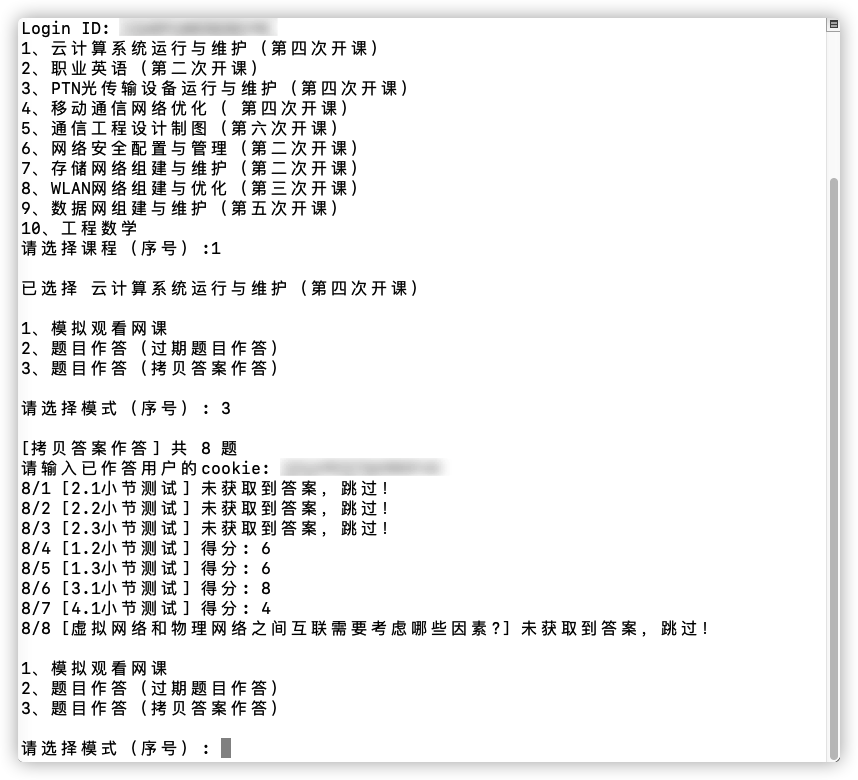 Login ID:
1、云计算系统运行与维护（第四次开课）
2、职业英语（第二次开课）
3、PTN光传输设备运行与维护（第四次开课）
4、移动通信网络优化（ 第四次开课）
5、通信工程设计制图（第六次开课）
6、网络安全配置与管理（第二次开课）
7、存储网络组建与维护（第二次开课）
8、WLAN网络组建与优化（第三次开课）
9、数据网组建与维护（第五次开课）
10、工程数学
请选择课程（序号）:1
已选择 云计算系统运行与维护（第四次开课）
1、模拟观看网课
2、题目作答（过期题目作答）
3、题目作答（拷贝答案作答）
请选择模式（序号）: 3
[拷贝答案作答] 共 8 题
请输入已作答用户的cookie:
8/1 [2.1小节测试] 未获取到答案, 跳过!
8/2 [2.2小节测试] 未获取到答案, 跳过!
8/3 [2.3小节测试] 未获取到答案, 跳过!
8/4 [1.2小节测试] 得分: 6
8/5 [1.3小节测试] 得分: 6
8/6 [3.1小节测试] 得分: 8
8/7 [4.1小节测试] 得分: 4
8/8 [虚拟网络和物理网络之间互联需要考虑哪些因素?] 未获取到答案, 跳过!
1、模拟观看网课
2、题目作答（过期题目作答）
3、题目作答（拷贝答案作答）
请选择模式（序号）: